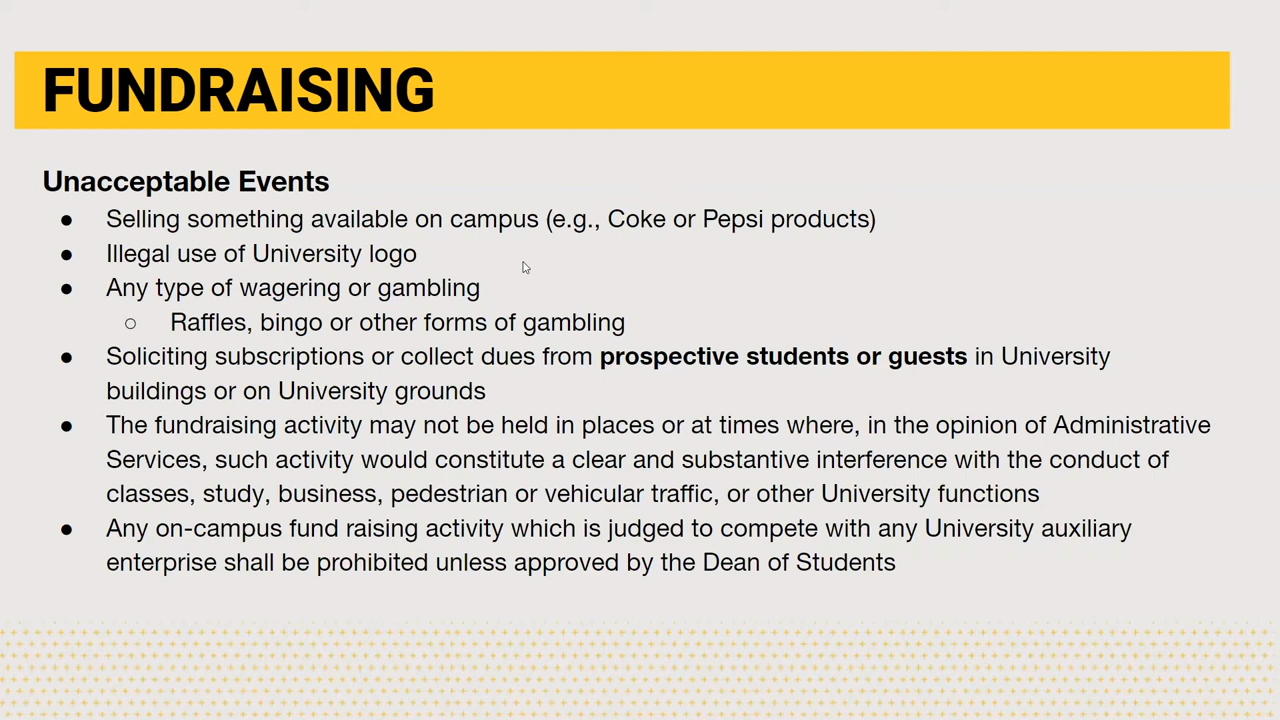 FUNDRAISING
Unacceptable Events
● Selling something available on campus (e.g., Coke or Pepsi products)
● Illegal use of University logo
● Any type of wagering or gambling
○ Raffles, bingo or other forms of gambling
● Soliciting subscriptions or collect dues from prospective students or guests in University
buildings or on University grounds
● The fundraising activity may not be held in places or at times where, in the opinion of Administrative
Services, such activity would constitute a clear and substantive interference with the conduct of
classes, study, business, pedestrian or vehicular traffic, or other University functions
● Any on-campus fund raising activity which is judged to compete with any University auxiliary
enterprise shall be prohibited unless approved by the Dean of Students